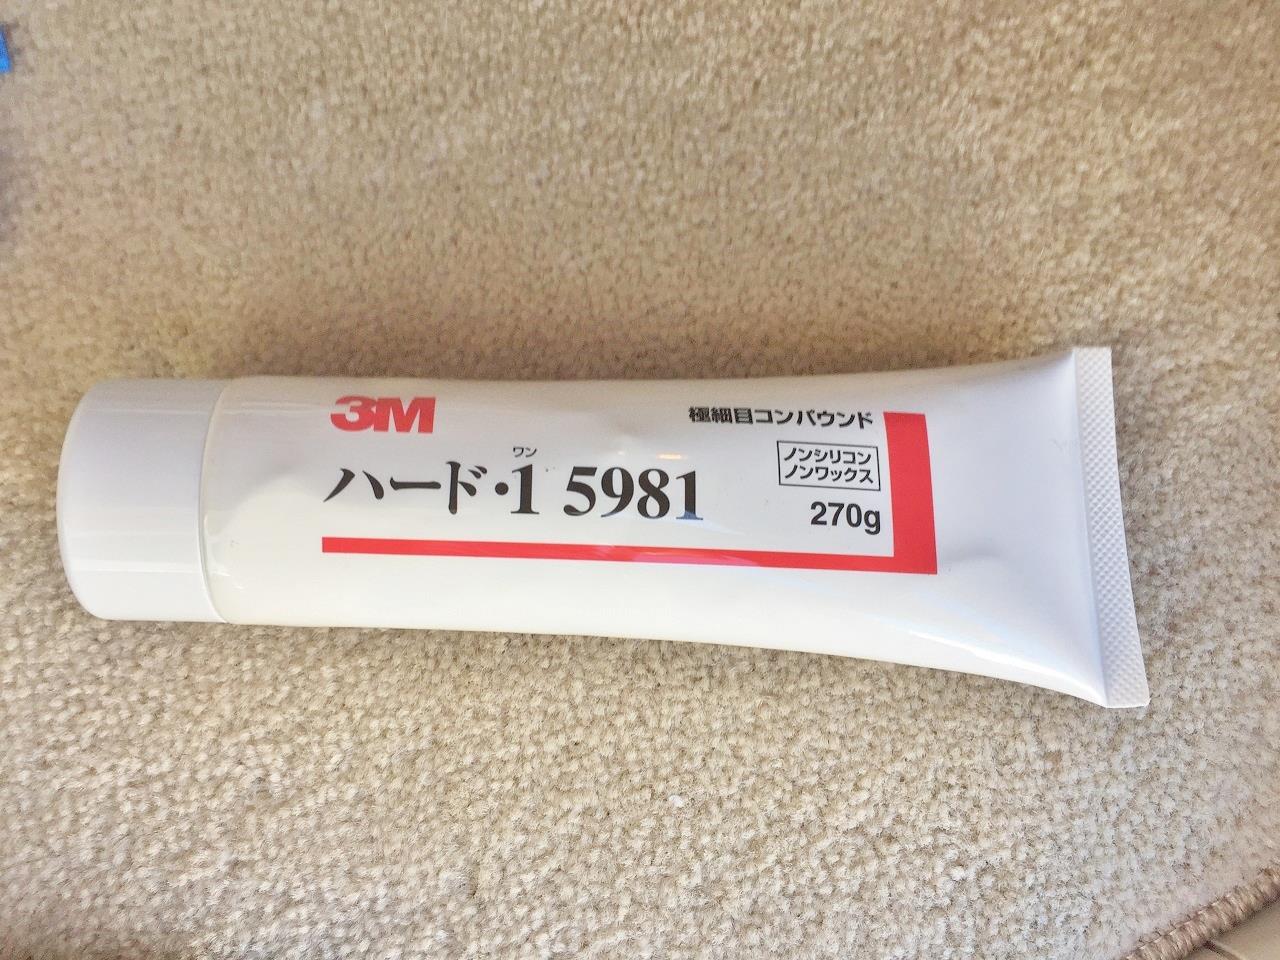 3M
極細目コンパウンド
ワン
ハード・1 5981
ノンシリコン
ノンワックス
270g